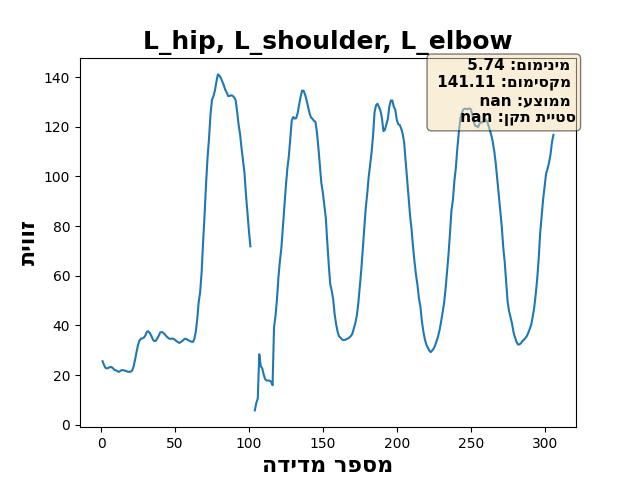 L_hip, L_shoulder, L_elbow
מינימום: 5.74
מקסימום: 141.11
ממוצע: nan
סטיית תקן: nan
זווית
140
120
100
80
60
40
20
0
0 50 100 150 200 250 300
מספר מדידה